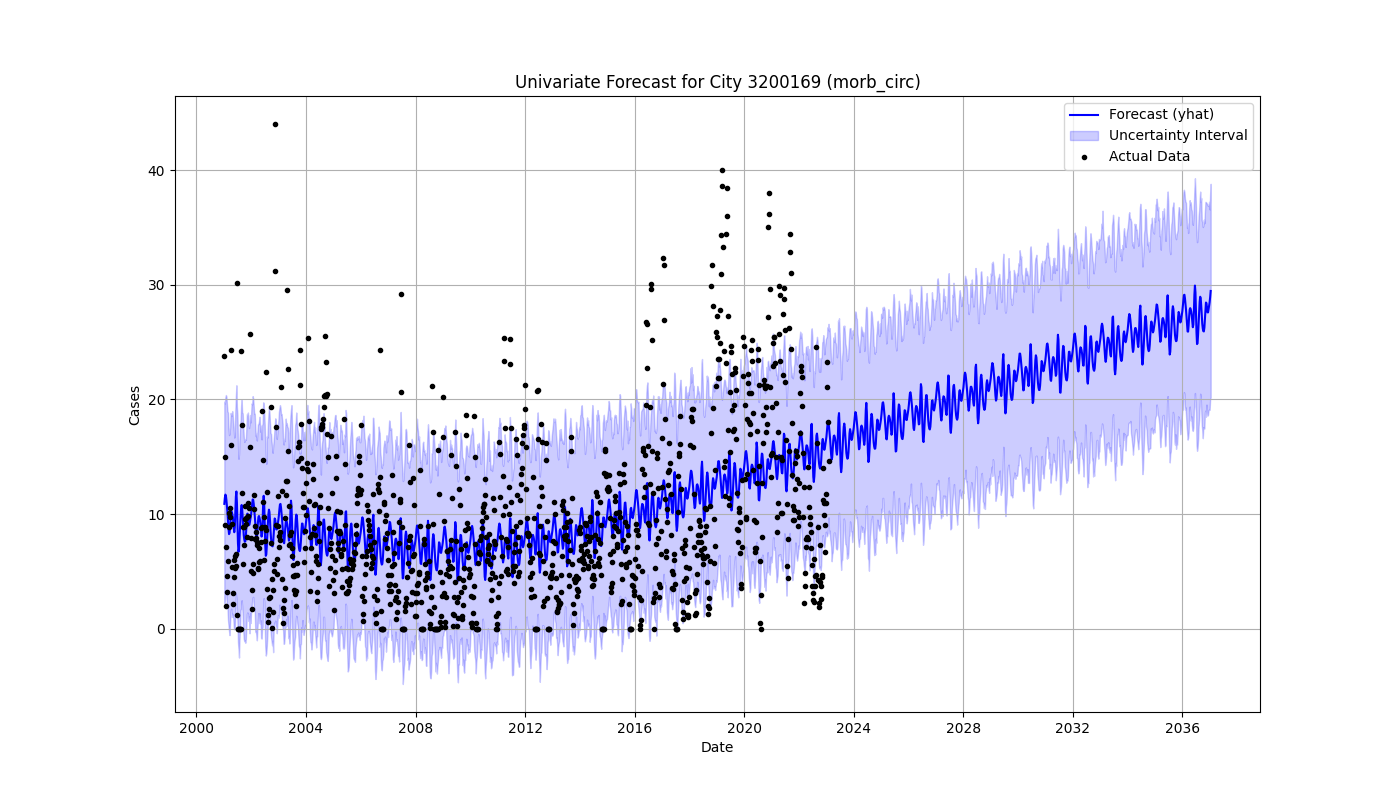 Univariate Forecast for City 3200169 (morb_circ)
Forecast (yhat)
Uncertainty Interval
Actual Data
Cases
40
30
20
10
0
2000 2004 2008 2012 2016 2020 2024 2028 2032 2036
Date